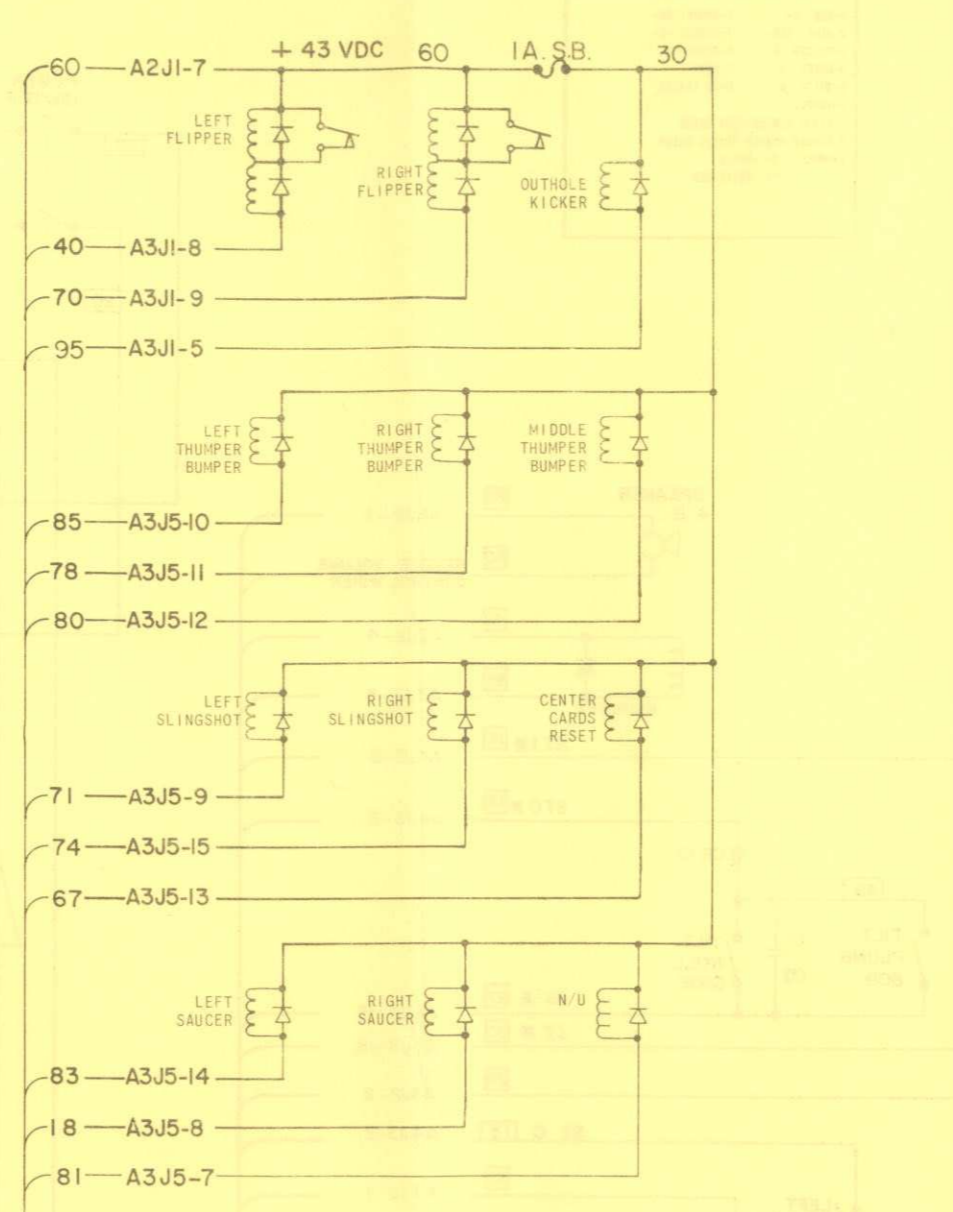 60 A2J1-7 + 43 VDC 60 1A. S.B. 30
LEFT
FLIPPER
RIGHT
FLIPPER
OUTHOLE
KICKER
40 A3J1-8
70 A3J1-9
95 A3J1-5
LEFT
THUMPER
BUMPER
RIGHT
THUMPER
BUMPER
MIDDLE
THUMPER
BUMPER
85 A3J5-10
78 A3J5-11
80 A3J5-12
LEFT
SLINGSHOT
RIGHT
SLINGSHOT
CENTER
CARDS
RESET
71 A3J5-9
74 A3J5-15
67 A3J5-13
LEFT
SAUCER
RIGHT
SAUCER
N/U
83 A3J5-14
18 A3J5-8
81 A3J5-7